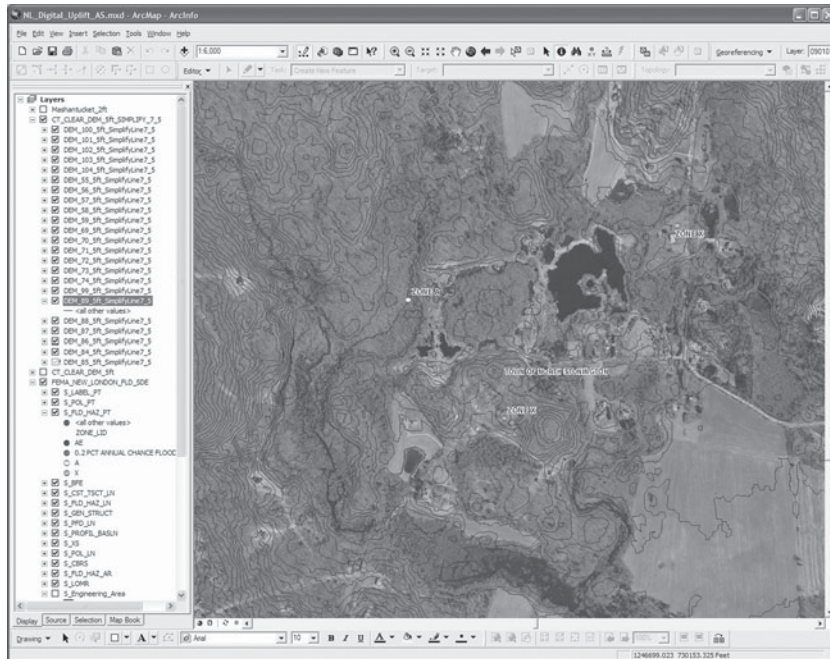 NL_Digital_Uplift_AS.mxd - ArcMap - ArcInfo
File Edit View Insert Selection Tools Window Help
1:6,000
Georeferencing Layer: 09010
Editor Task: Create New Feature Target: Topology:
Layers
Mashantucket_2ft
CT_CLEAR_DEM_5ft_SIMPLIFY_7_5
DEM_100_5ft_SimplifyLine7_5
DEM_101_5ft_SimplifyLine7_5
DEM_102_5ft_SimplifyLine7_5
DEM_103_5ft_SimplifyLine7_5
DEM_104_5ft_SimplifyLine7_5
DEM_55_5ft_SimplifyLine7_5
DEM_56_5ft_SimplifyLine7_5
DEM_57_5ft_SimplifyLine7_5
DEM_58_5ft_SimplifyLine7_5
DEM_59_5ft_SimplifyLine7_5
DEM_69_5ft_SimplifyLine7_5
DEM_70_5ft_SimplifyLine7_5
DEM_71_5ft_SimplifyLine7_5
DEM_72_5ft_SimplifyLine7_5
DEM_73_5ft_SimplifyLine7_5
DEM_74_5ft_SimplifyLine7_5
DEM_99_5ft_SimplifyLine7_5
DEM_89_5ft_SimplifyLine7_5
<all other values>
DEM_88_5ft_SimplifyLine7_5
DEM_87_5ft_SimplifyLine7_5
DEM_86_5ft_SimplifyLine7_5
DEM_84_5ft_SimplifyLine7_5
DEM_85_5ft_SimplifyLine7_5
CT_CLEAR_DEM_5ft
FEMA_NEW_LONDON_FLD_SDE
S_LABEL_PT
S_POL_PT
S_FLD_HAZ_PT
<all other values>
ZONE_LID
AE
0.2 PCT ANNUAL CHANCE FLOOD
A
X
S_BFE
S_CST_TSCT_LN
S_FLD_HAZ_LN
S_GEN_STRUCT
S_PFD_LN
S_PROFIL_BASLN
S_XS
S_POL_LN
S_CBRS
S_FLD_HAZ_AR
S_LOMR
S_Engineering_Area
ZONE X
TOWN OF NORTH STONINGTON
ZONE X
Display Source Selection Map Book
Drawing A Arial 10 B I U A 100%
1246699.023 730153.325 Feet